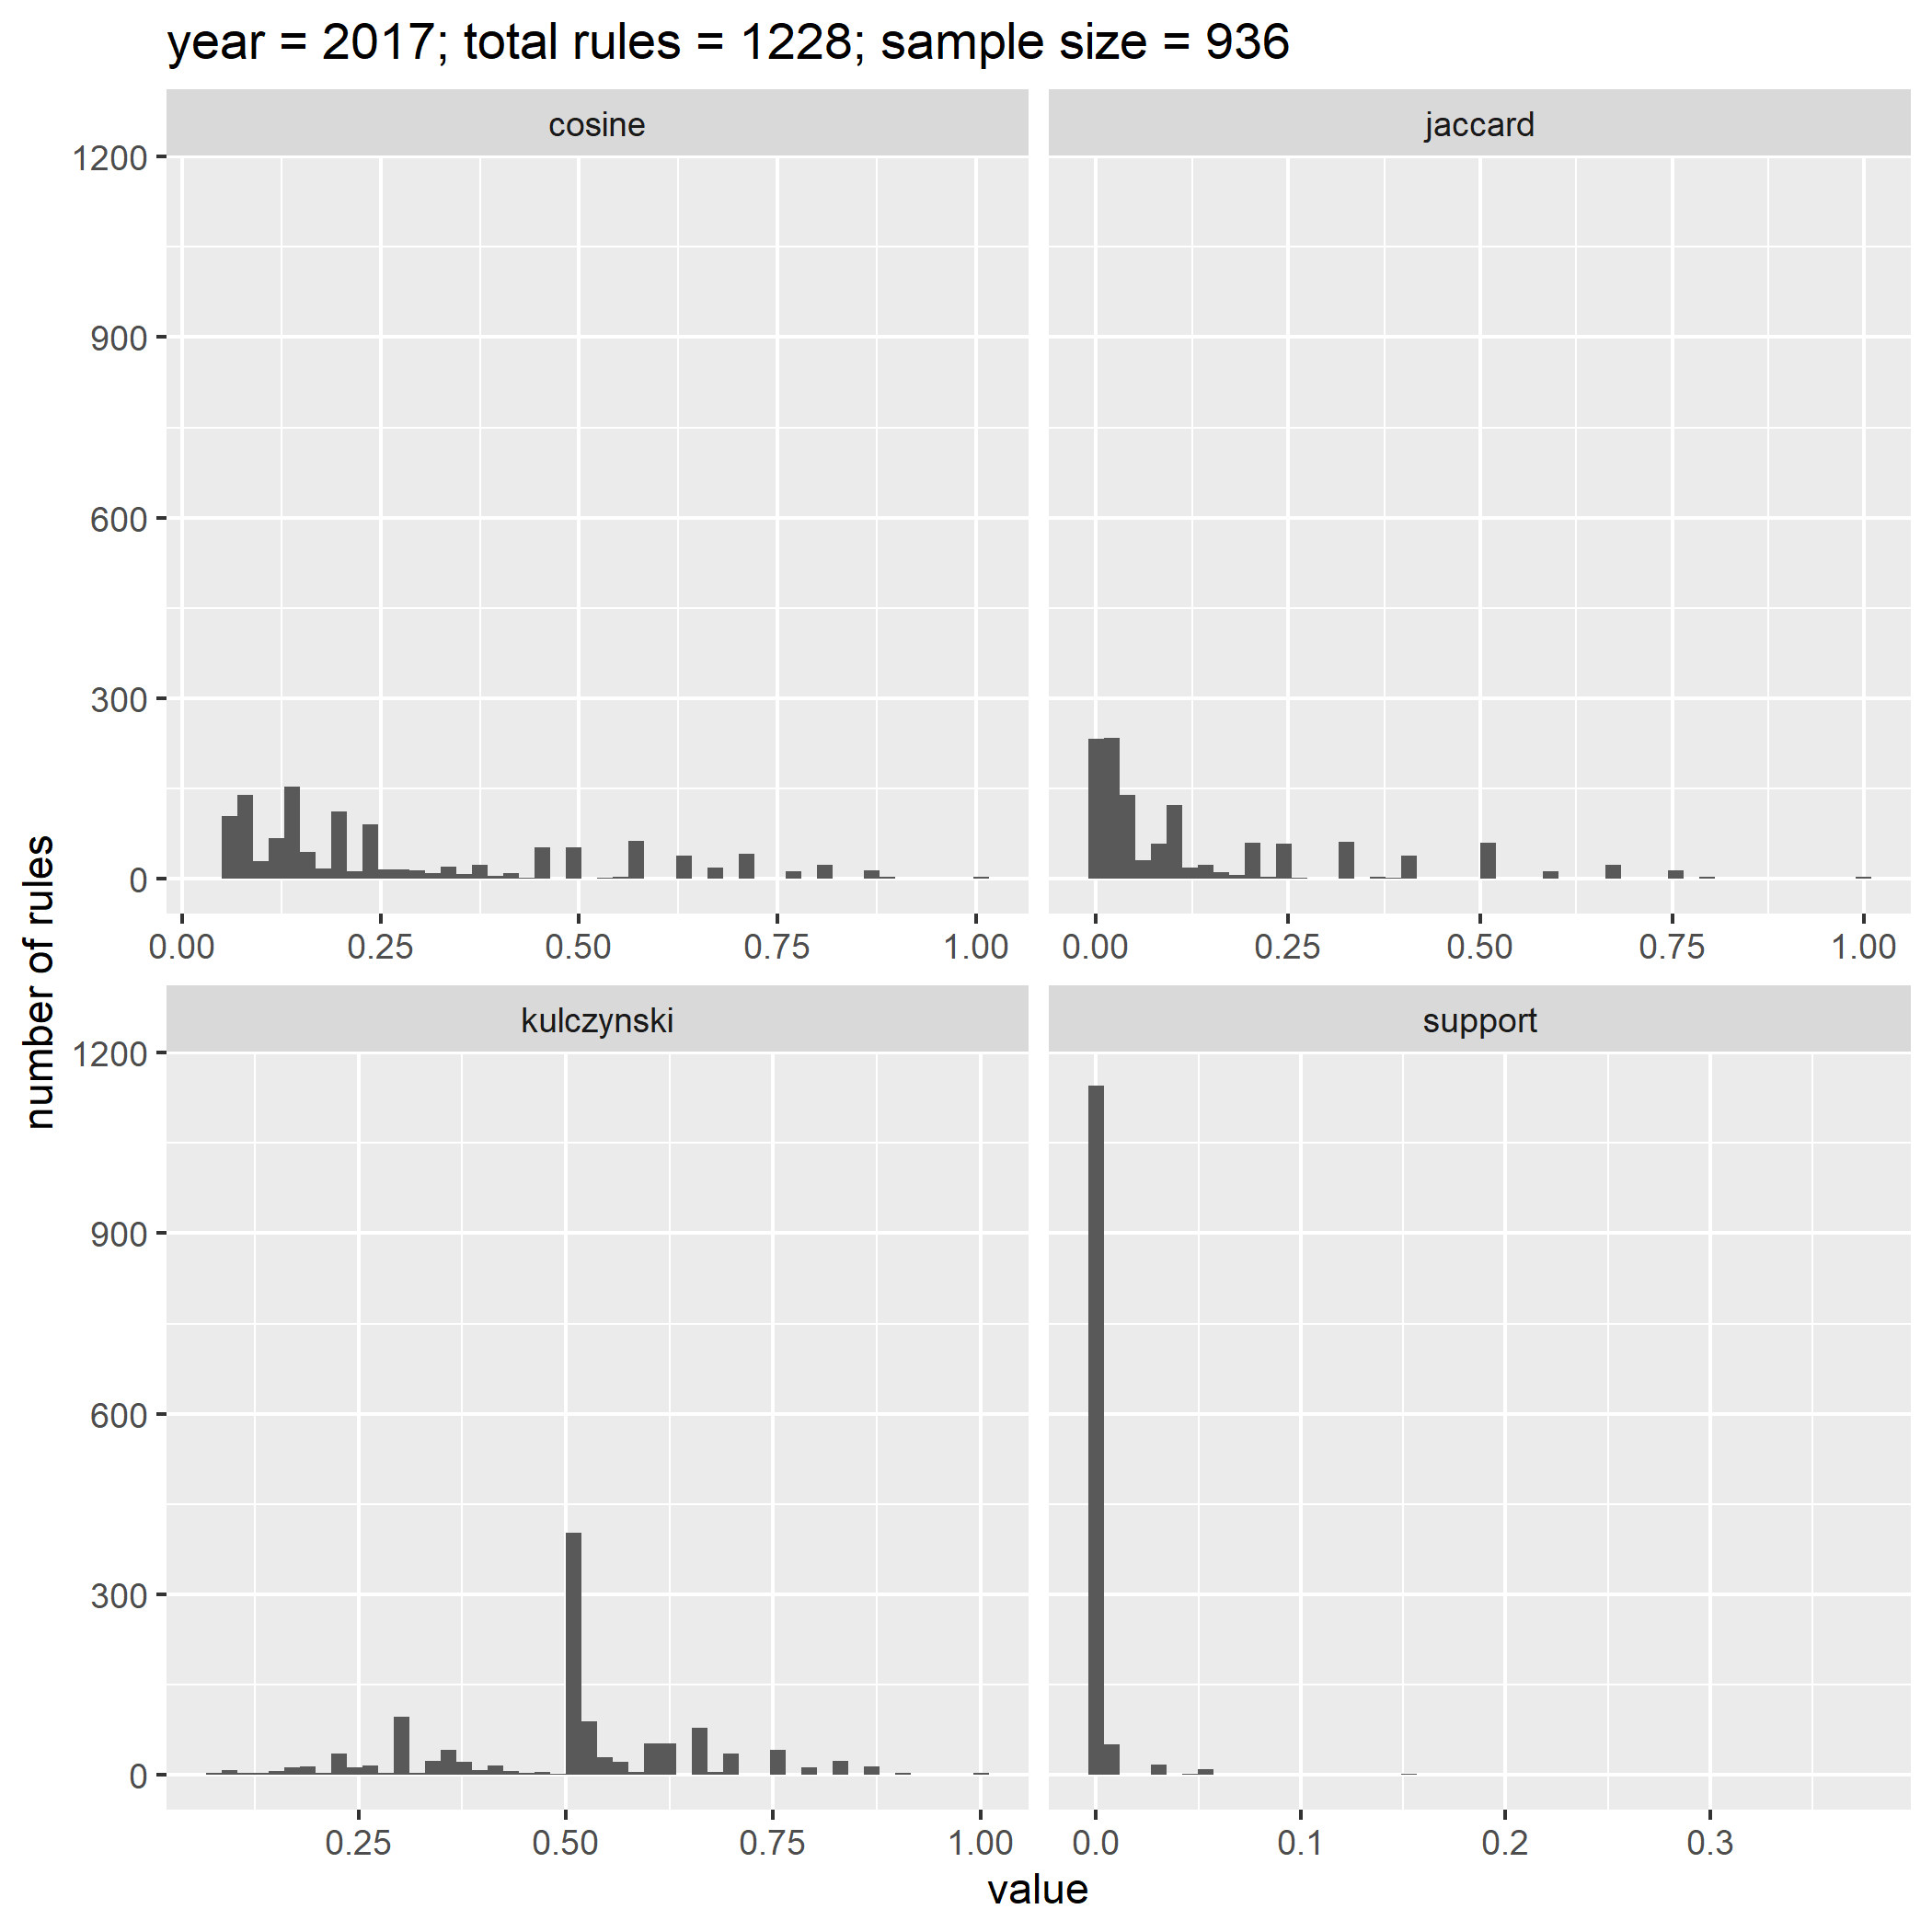 year = 2017; total rules = 1228; sample size = 936
cosine
jaccard
1200
900
600
300
0
0.00 0.25 0.50 0.75 1.00
0.00 0.25 0.50 0.75 1.00
number of rules
kulczynski
support
1200
900
600
300
0
0.25 0.50 0.75 1.00
0.0 0.1 0.2 0.3
value